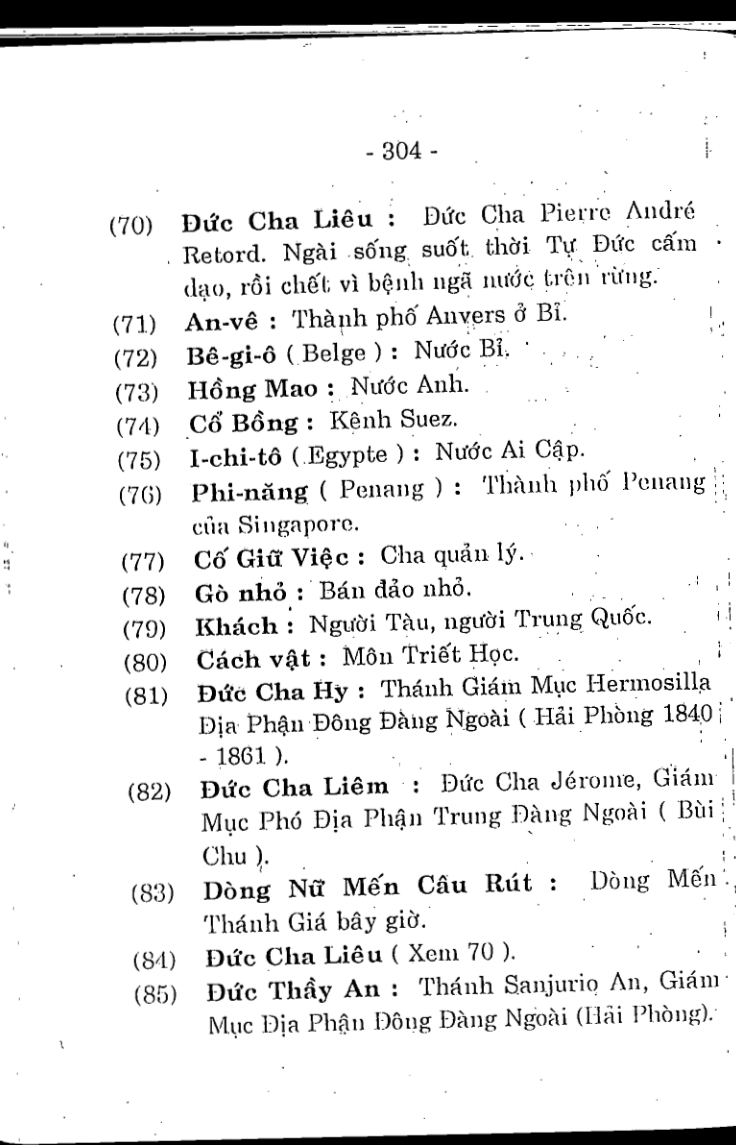 - 304 -
(70) Đức Cha Liêu : Đức Cha Pierre André
Retord. Ngài sống suốt thời Tự Đức cấm
đạo, rồi chết vì bệnh ngã nước trên rừng.
(71) An-vê : Thành phố Anvers ở Bỉ.
(72) Bê-gi-ô ( Belge ) : Nước Bỉ.
(73) Hồng Mao : Nước Anh.
(74) Cổ Bồng : Kênh Suez.
(75) I-chi-tô ( Egypte ) : Nước Ai Cập.
(76) Phi-năng ( Penang ) : Thành phố Penang
của Singapore.
(77) Cố Giữ Việc : Cha quản lý.
(78) Gò nhỏ : Bán đảo nhỏ.
(79) Khách : Người Tàu, người Trung Quốc.
(80) Cách vật : Môn Triết Học.
(81) Đức Cha Hy : Thánh Giám Mục Hermosilla
Địa Phận Đông Đàng Ngoài ( Hải Phòng 1840
- 1861 ).
(82) Đức Cha Liêm : Đức Cha Jérome, Giám
Mục Phó Địa Phận Trung Đàng Ngoài ( Bùi
Chu ).
(83) Dòng Nữ Mến Câu Rút : Dòng Mến
Thánh Giá bây giờ.
(84) Đức Cha Liêu ( Xem 70 ).
(85) Đức Thầy An : Thánh Sanjurio An, Giám
Mục Địa Phận Đông Đàng Ngoài (Hải Phòng).